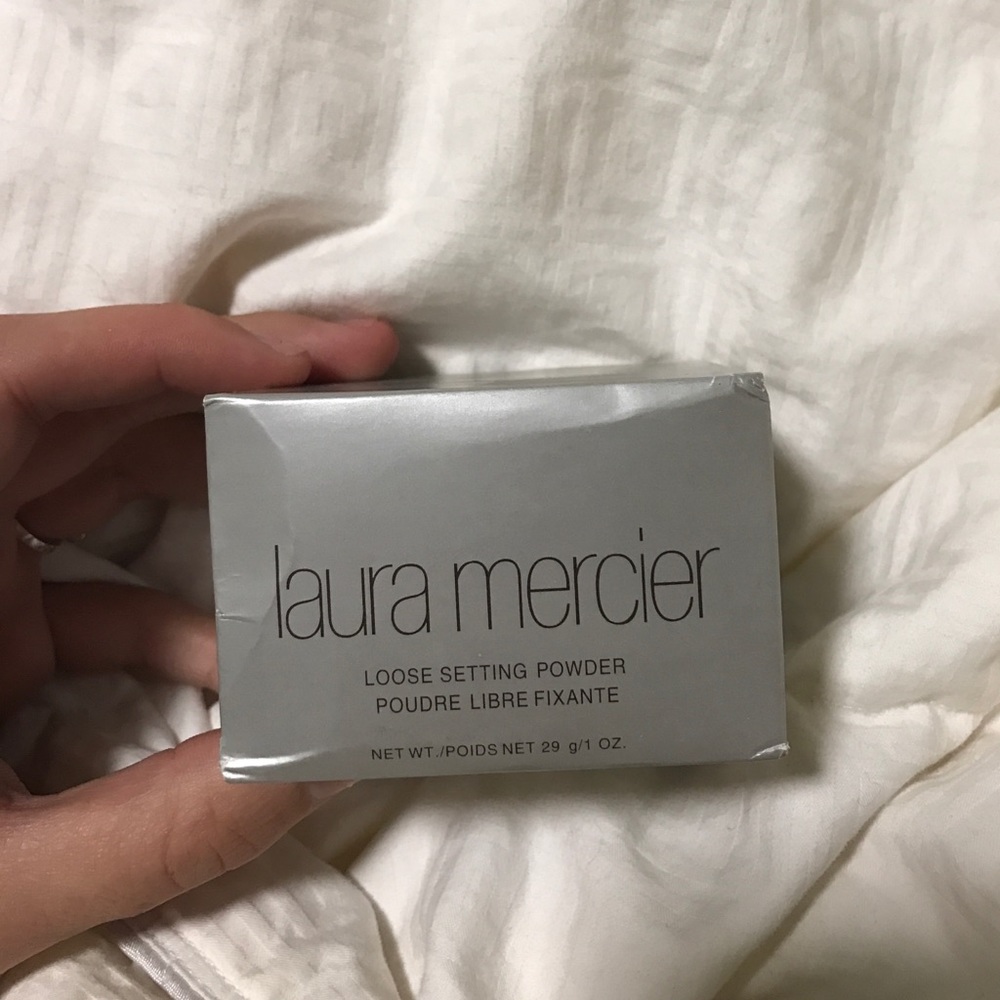 laura mercier
LOOSE SETTING POWDER
POUDRE LIBRE FIXANTE
NET WT./POIDS NET 29 g/1 OZ.